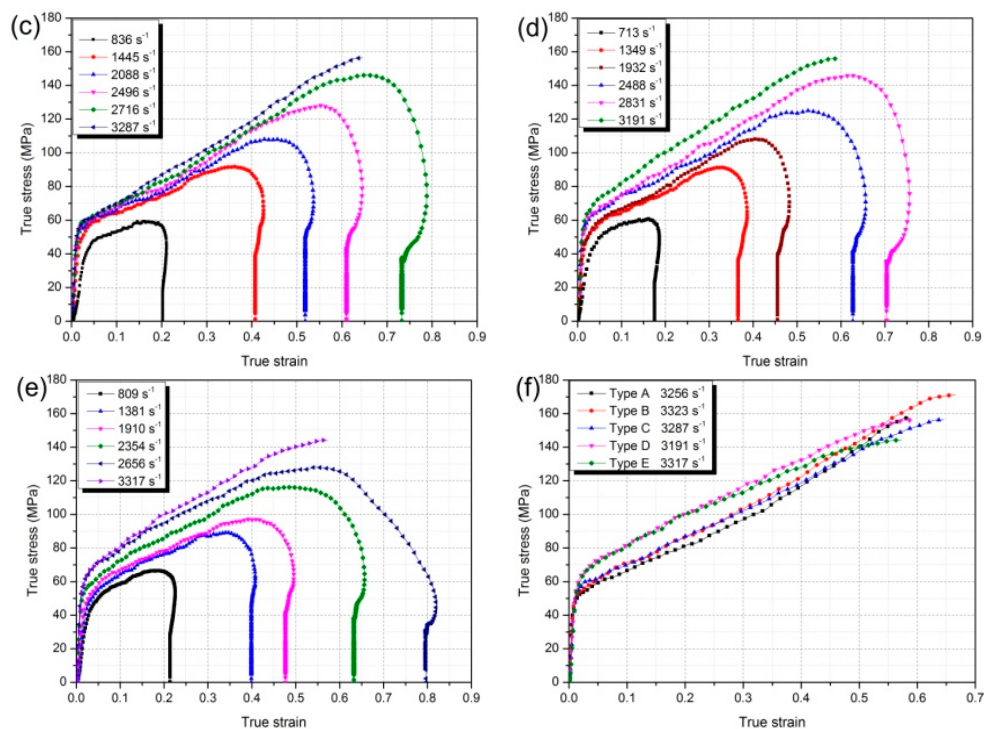 (c)
836 s⁻¹
1445 s⁻¹
2088 s⁻¹
2496 s⁻¹
2716 s⁻¹
3287 s⁻¹
True stress (MPa)
180
160
140
120
100
80
60
40
20
0
0.0 0.1 0.2 0.3 0.4 0.5 0.6 0.7 0.8 0.9
True strain
(d)
713 s⁻¹
1349 s⁻¹
1932 s⁻¹
2488 s⁻¹
2831 s⁻¹
3191 s⁻¹
True stress (MPa)
180
160
140
120
100
80
60
40
20
0
0.0 0.1 0.2 0.3 0.4 0.5 0.6 0.7 0.8 0.9
True strain
(e)
809 s⁻¹
1381 s⁻¹
1910 s⁻¹
2354 s⁻¹
2656 s⁻¹
3317 s⁻¹
True stress (MPa)
180
160
140
120
100
80
60
40
20
0
0.0 0.1 0.2 0.3 0.4 0.5 0.6 0.7 0.8 0.9
True strain
(f)
Type A 3256 s⁻¹
Type B 3323 s⁻¹
Type C 3287 s⁻¹
Type D 3191 s⁻¹
Type E 3317 s⁻¹
True stress (MPa)
180
160
140
120
100
80
60
40
20
0
0.0 0.1 0.2 0.3 0.4 0.5 0.6 0.7
True strain